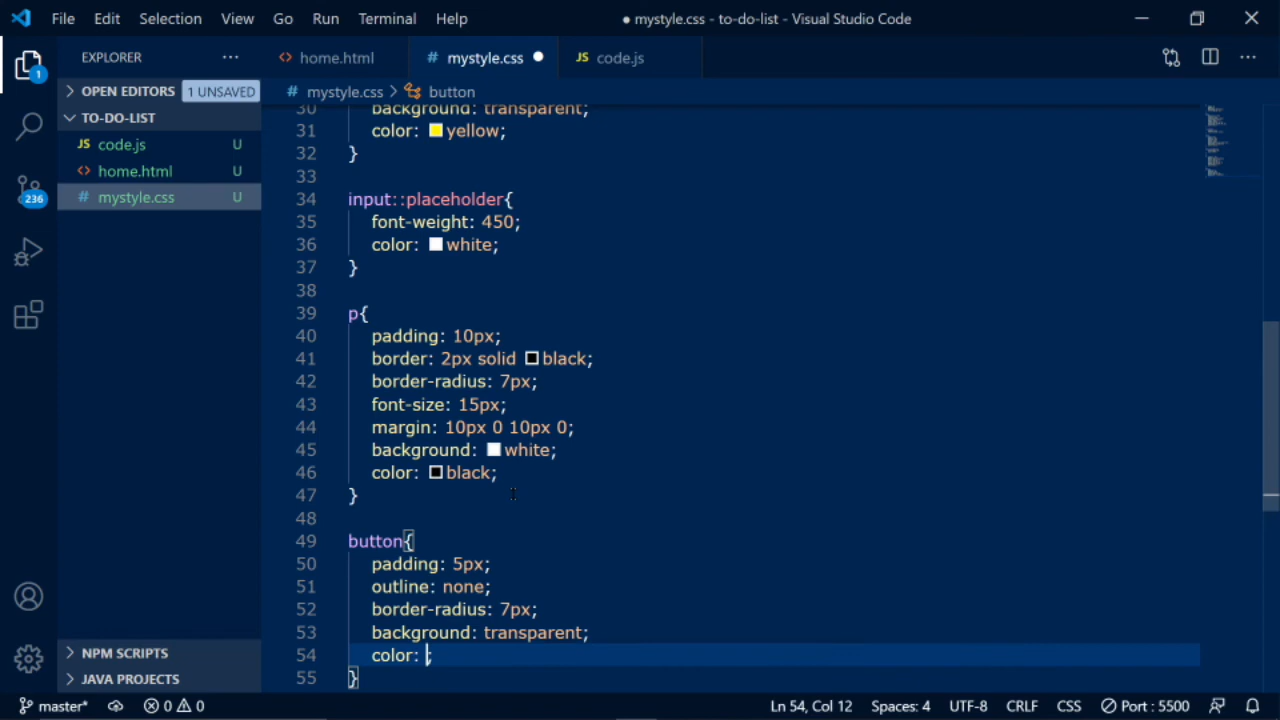 File Edit Selection View Go Run Terminal Help
● mystyle.css - to-do-list - Visual Studio Code
EXPLORER
home.html
# mystyle.css
JS code.js
1
OPEN EDITORS 1 UNSAVED
# mystyle.css > button
TO-DO-LIST
JS code.js U
home.html U
# mystyle.css U
236
30 background: transparent;
31 color: yellow;
32 }
33
34 input::placeholder{
35 font-weight: 450;
36 color: white;
37 }
38
39 p{
40 padding: 10px;
41 border: 2px solid black;
42 border-radius: 7px;
43 font-size: 15px;
44 margin: 10px 0 10px 0;
45 background: white;
46 color: black;
47 }
48
49 button{
50 padding: 5px;
51 outline: none;
52 border-radius: 7px;
53 background: transparent;
54 color: ;
55 }
NPM SCRIPTS
JAVA PROJECTS
master* 0 0 Ln 54, Col 12 Spaces: 4 UTF-8 CRLF CSS Port : 5500